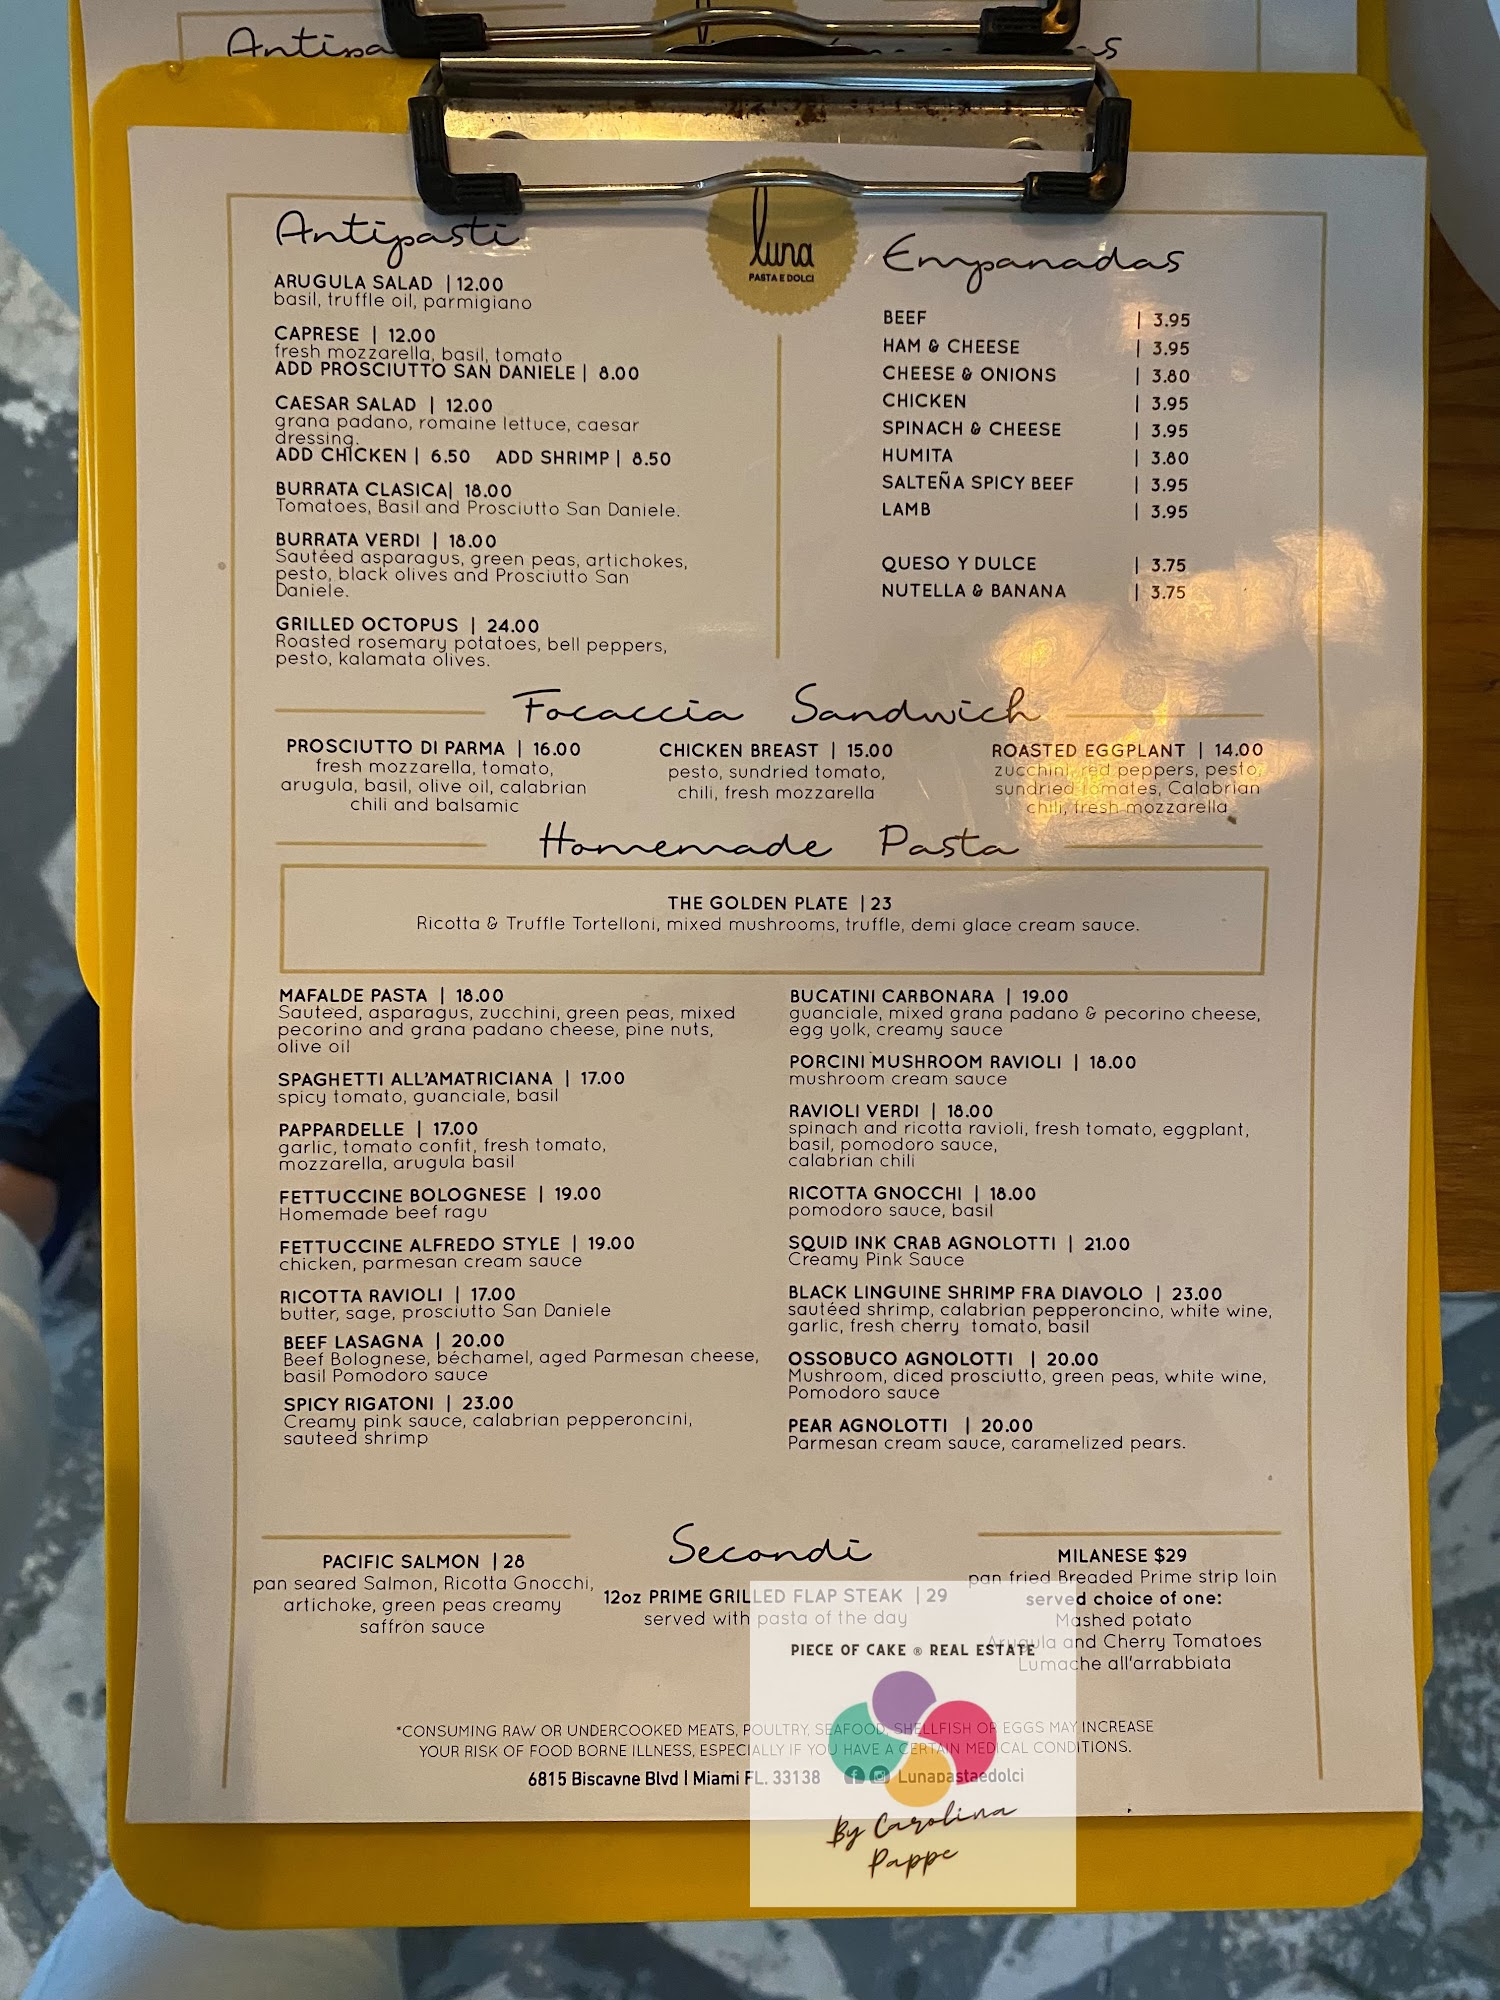 Antipasti
luna
PASTA E DOLCI
Empanadas
ARUGULA SALAD | 12.00
basil, truffle oil, parmigiano
CAPRESE | 12.00
fresh mozzarella, basil, tomato
ADD PROSCIUTTO SAN DANIELE | 8.00
CAESAR SALAD | 12.00
grana padano, romaine lettuce, caesar
dressing.
ADD CHICKEN | 6.50 ADD SHRIMP | 8.50
BURRATA CLASICA| 18.00
Tomatoes, Basil and Prosciutto San Daniele.
BURRATA VERDI | 18.00
Sautéed asparagus, green peas, artichokes,
pesto, black olives and Prosciutto San
Daniele.
GRILLED OCTOPUS | 24.00
Roasted rosemary potatoes, bell peppers,
pesto, kalamata olives.
BEEF | 3.95
HAM & CHEESE | 3.95
CHEESE & ONIONS | 3.80
CHICKEN | 3.95
SPINACH & CHEESE | 3.95
HUMITA | 3.80
SALTEÑA SPICY BEEF | 3.95
LAMB | 3.95
QUESO Y DULCE | 3.75
NUTELLA & BANANA | 3.75
Focaccia Sandwich
PROSCIUTTO DI PARMA | 16.00
fresh mozzarella, tomato,
arugula, basil, olive oil, calabrian
chili and balsamic
CHICKEN BREAST | 15.00
pesto, sundried tomato,
chili, fresh mozzarella
ROASTED EGGPLANT | 14.00
zucchini, red peppers, pesto,
sundried tomates, Calabrian
chili, fresh mozzarella
Homemade Pasta
THE GOLDEN PLATE | 23
Ricotta & Truffle Tortelloni, mixed mushrooms, truffle, demi glace cream sauce.
MAFALDE PASTA | 18.00
Sauteed, asparagus, zucchini, green peas, mixed
pecorino and grana padano cheese, pine nuts,
olive oil
SPAGHETTI ALL'AMATRICIANA | 17.00
spicy tomato, guanciale, basil
PAPPARDELLE | 17.00
garlic, tomato confit, fresh tomato,
mozzarella, arugula basil
FETTUCCINE BOLOGNESE | 19.00
Homemade beef ragu
FETTUCCINE ALFREDO STYLE | 19.00
chicken, parmesan cream sauce
RICOTTA RAVIOLI | 17.00
butter, sage, prosciutto San Daniele
BEEF LASAGNA | 20.00
Beef Bolognese, béchamel, aged Parmesan cheese,
basil Pomodoro sauce
SPICY RIGATONI | 23.00
Creamy pink sauce, calabrian pepperoncini,
sauteed shrimp
BUCATINI CARBONARA | 19.00
guanciale, mixed grana padano & pecorino cheese,
egg yolk, creamy sauce
PORCINI MUSHROOM RAVIOLI | 18.00
mushroom cream sauce
RAVIOLI VERDI | 18.00
spinach and ricotta ravioli, fresh tomato, eggplant,
basil, pomodoro sauce,
calabrian chili
RICOTTA GNOCCHI | 18.00
pomodoro sauce, basil
SQUID INK CRAB AGNOLOTTI | 21.00
Creamy Pink Sauce
BLACK LINGUINE SHRIMP FRA DIAVOLO | 23.00
sautéed shrimp, calabrian pepperoncino, white wine,
garlic, fresh cherry tomato, basil
OSSOBUCO AGNOLOTTI | 20.00
Mushroom, diced prosciutto, green peas, white wine,
Pomodoro sauce
PEAR AGNOLOTTI | 20.00
Parmesan cream sauce, caramelized pears.
Secondi
PACIFIC SALMON | 28
pan seared Salmon, Ricotta Gnocchi,
artichoke, green peas creamy
saffron sauce
12oz PRIME GRILLED FLAP STEAK | 29
served with pasta of the day
MILANESE $29
pan fried Breaded Prime strip loin
served choice of one:
Mashed potato
Arugula and Cherry Tomatoes
Lumache all'arrabbiata
PIECE OF CAKE ® REAL ESTATE
*CONSUMING RAW OR UNDERCOOKED MEATS, POULTRY, SEAFOOD, SHELLFISH OR EGGS MAY INCREASE
YOUR RISK OF FOOD BORNE ILLNESS, ESPECIALLY IF YOU HAVE A CERTAIN MEDICAL CONDITIONS.
6815 Biscayne Blvd | Miami FL. 33138 Lunapastaedolci
By Carolina
Pappe